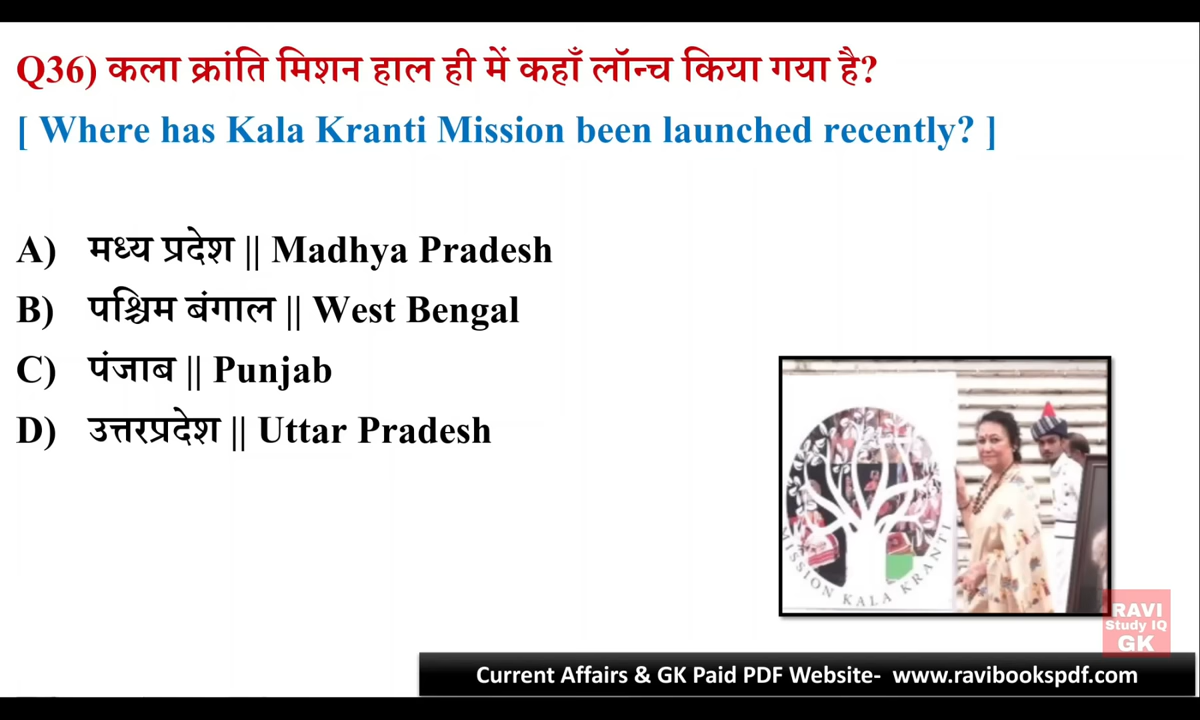 Q36) कला क्रांति मिशन हाल ही में कहाँ लॉन्च किया गया है?
[ Where has Kala Kranti Mission been launched recently? ]
A) मध्य प्रदेश || Madhya Pradesh
B) पश्चिम बंगाल || West Bengal
C) पंजाब || Punjab
D) उत्तरप्रदेश || Uttar Pradesh
MISSION KALA KRANTI
RAVI
Study IQ
GK
Current Affairs & GK Paid PDF Website- www.ravibookspdf.com